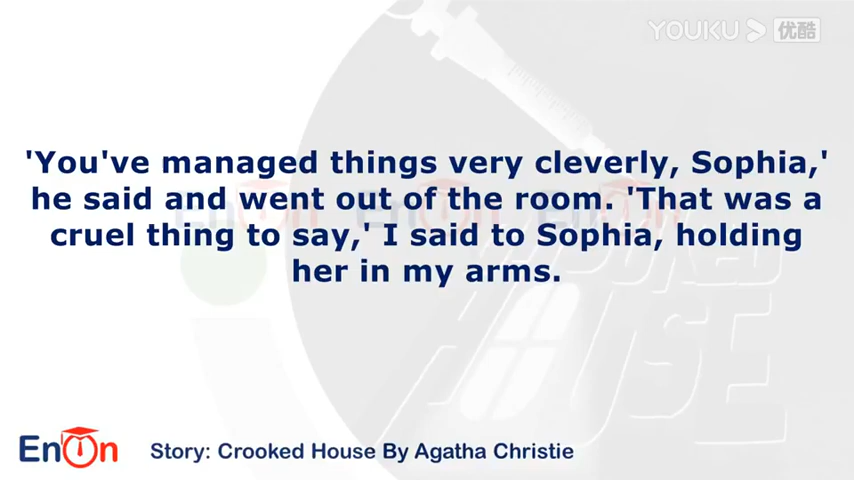 YOUKU 优酷
'You've managed things very cleverly, Sophia,'
he said and went out of the room. 'That was a
cruel thing to say,' I said to Sophia, holding
her in my arms.
HOUSE
EnOn
Story: Crooked House By Agatha Christie